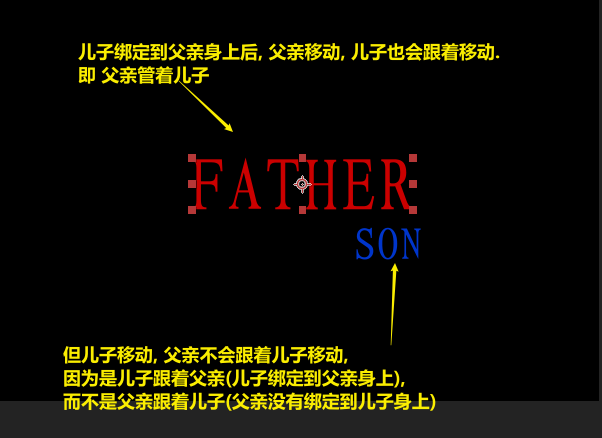 儿子绑定到父亲身上后, 父亲移动, 儿子也会跟着移动.
即 父亲管着儿子
FATHER
SON
但儿子移动, 父亲不会跟着儿子移动,
因为是儿子跟着父亲(儿子绑定到父亲身上),
而不是父亲跟着儿子(父亲没有绑定到儿子身上)